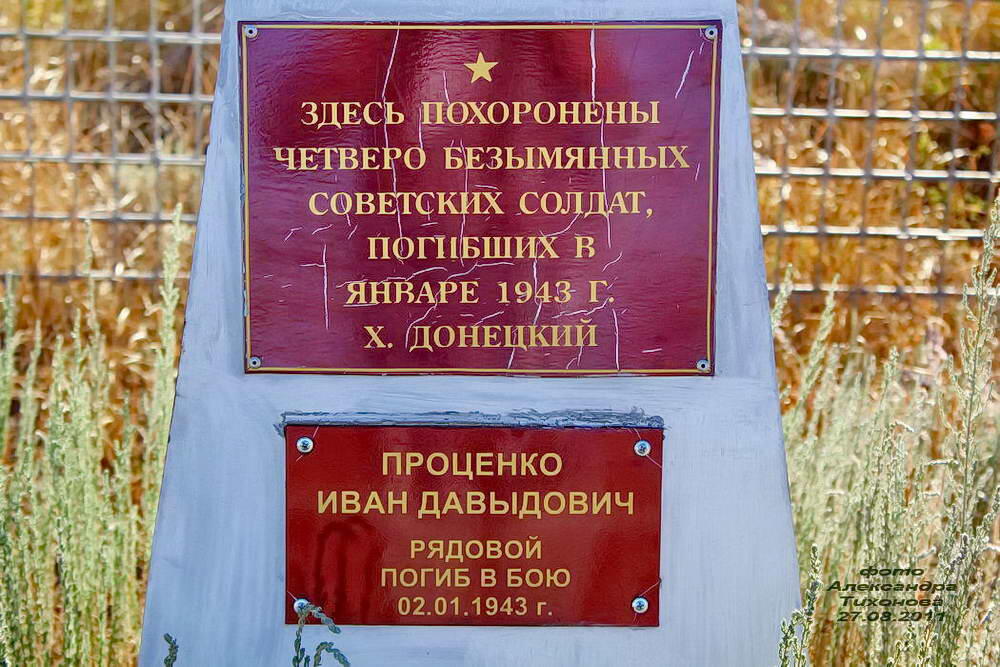 ЗДЕСЬ ПОХОРОНЕНЫ
ЧЕТВЕРО БЕЗЫМЯННЫХ
СОВЕТСКИХ СОЛДАТ,
ПОГИБШИХ В
ЯНВАРЕ 1943 Г.
Х. ДОНЕЦКИЙ
ПРОЦЕНКО
ИВАН ДАВЫДОВИЧ
РЯДОВОЙ
ПОГИБ В БОЮ
02.01.1943 г.
фото
Александра
Тихонова
27.08.2011